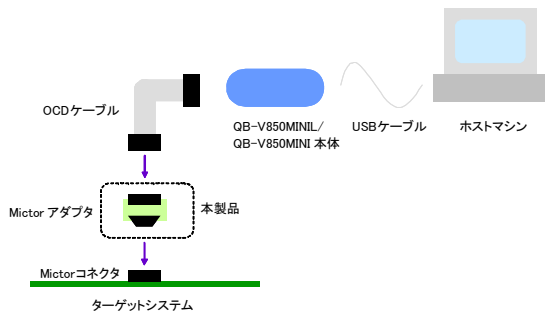 OCDケーブル
QB-V850MINIL/
QB-V850MINI 本体
USBケーブル
ホストマシン
Mictor アダプタ
本製品
Mictorコネクタ
ターゲットシステム